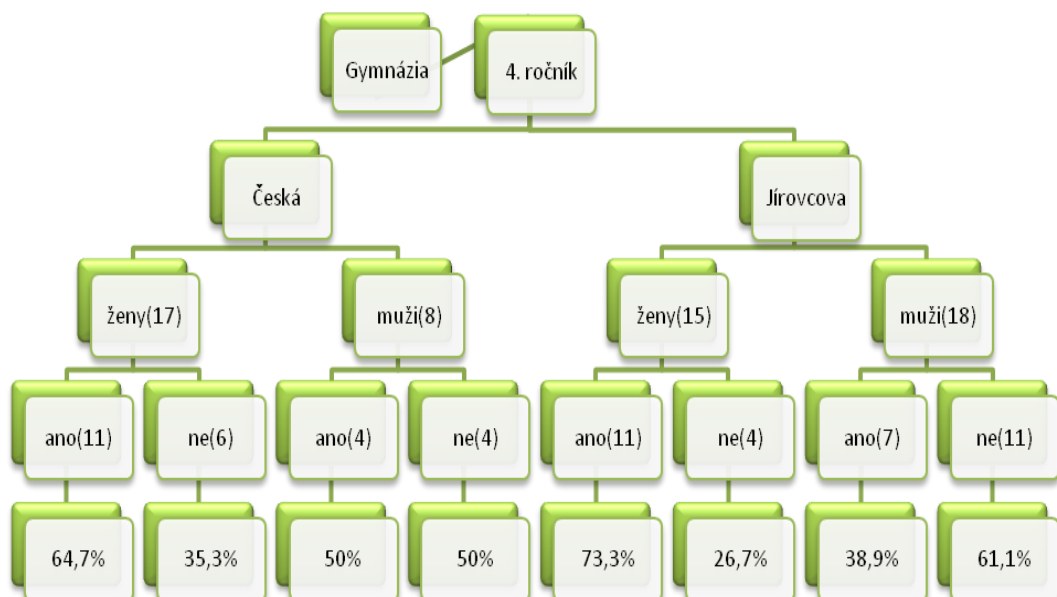 Gymnázia
4. ročník
Česká
Jírovcova
ženy(17)
muži(8)
ženy(15)
muži(18)
ano(11)
ne(6)
ano(4)
ne(4)
ano(11)
ne(4)
ano(7)
ne(11)
64,7%
35,3%
50%
50%
73,3%
26,7%
38,9%
61,1%